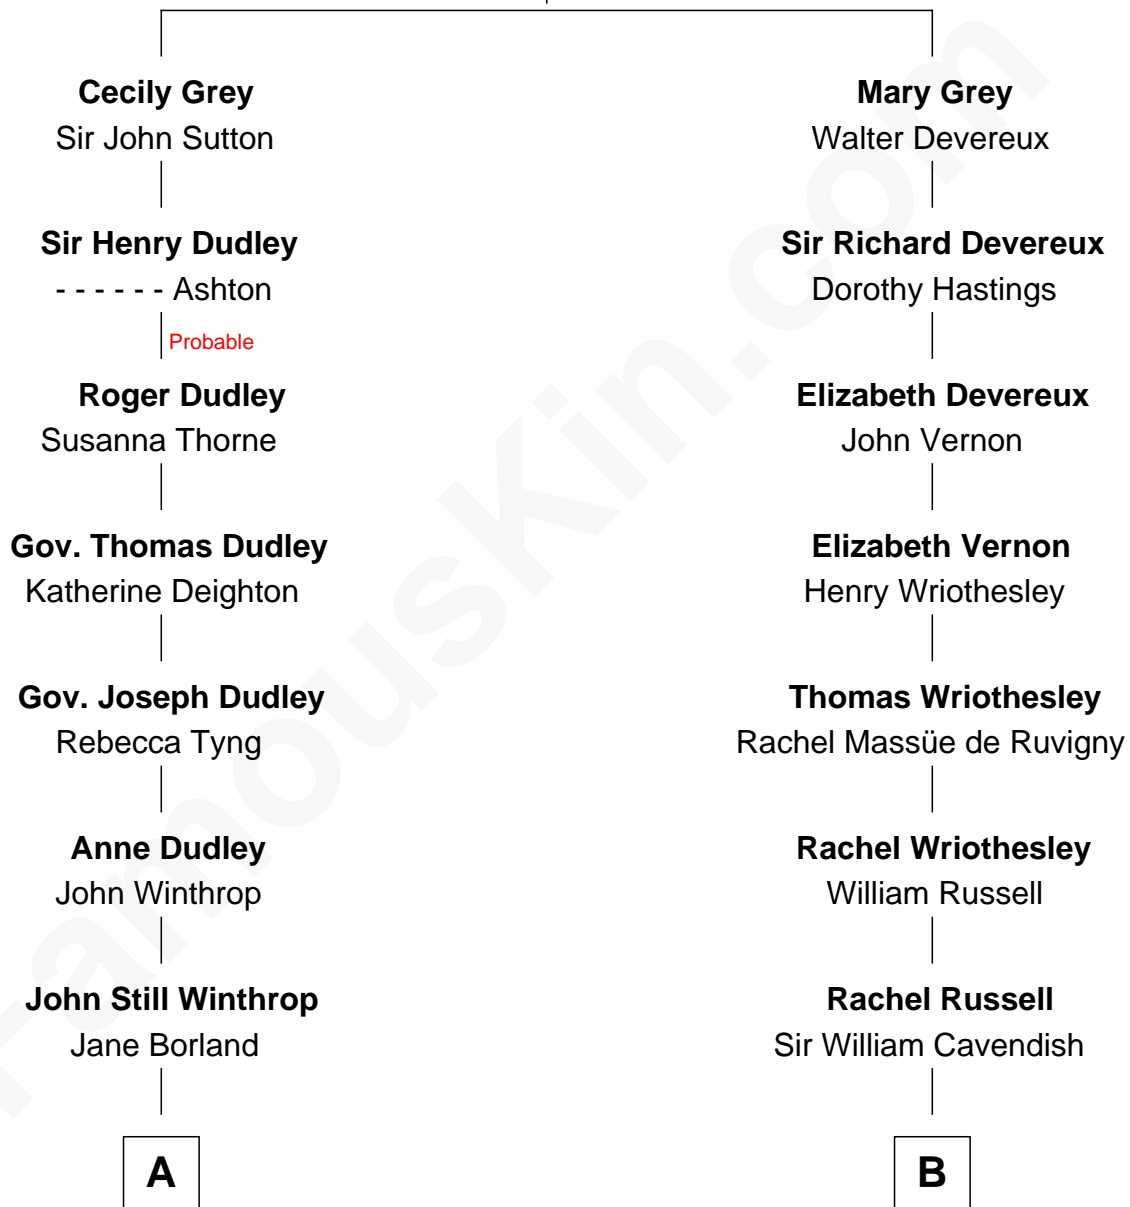 Cecily Grey
Sir John Sutton
Sir Henry Dudley
- - - - - - Ashton
Probable
Roger Dudley
Susanna Thorne
Gov. Thomas Dudley
Katherine Deighton
Gov. Joseph Dudley
Rebecca Tyng
Anne Dudley
John Winthrop
John Still Winthrop
Jane Borland
A
Mary Grey
Walter Devereux
Sir Richard Devereux
Dorothy Hastings
Elizabeth Devereux
John Vernon
Elizabeth Vernon
Henry Wriothesley
Thomas Wriothesley
Rachel Massüe de Ruvigny
Rachel Wriothesley
William Russell
Rachel Russell
Sir William Cavendish
B
FamousKin.com